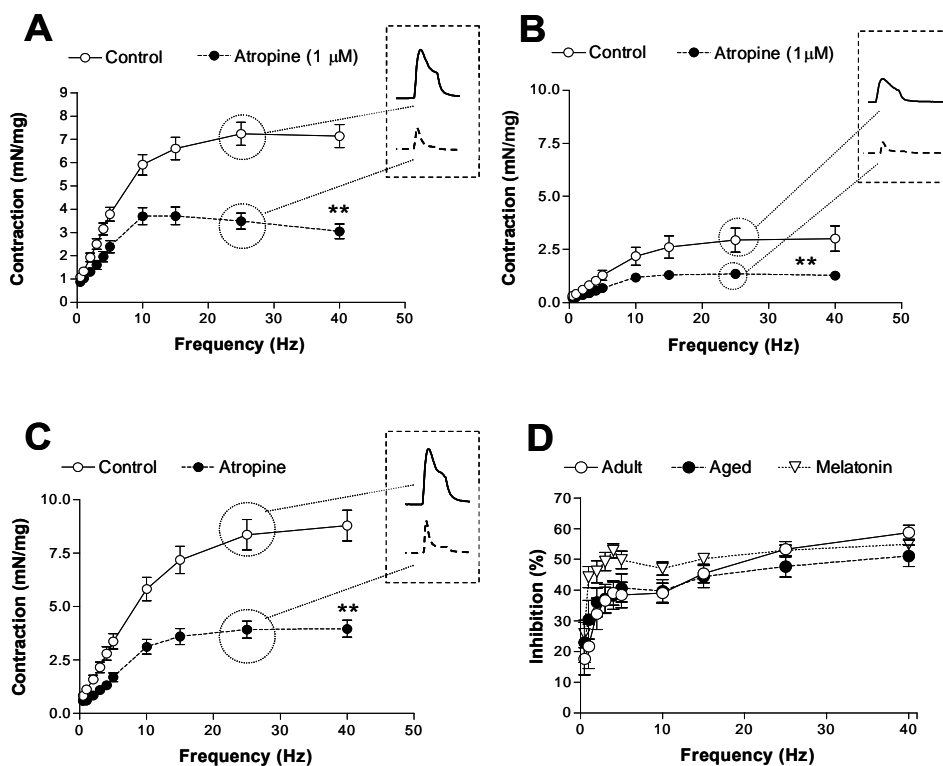 A
Control
Atropine (1 µM)
Contraction (mN/mg)
9
8
7
6
5
4
3
2
1
0
**
0
10
20
30
40
50
Frequency (Hz)
B
Control
Atropine (1 µM)
Contraction (mN/mg)
10.0
7.5
5.0
2.5
0.0
**
0
10
20
30
40
50
Frequency (Hz)
C
Control
Atropine
Contraction (mN/mg)
10.0
7.5
5.0
2.5
0.0
**
0
10
20
30
40
50
Frequency (Hz)
D
Adult
Aged
Melatonin
Inhibition (%)
70
60
50
40
30
20
10
0
0
10
20
30
40
Frequency (Hz)